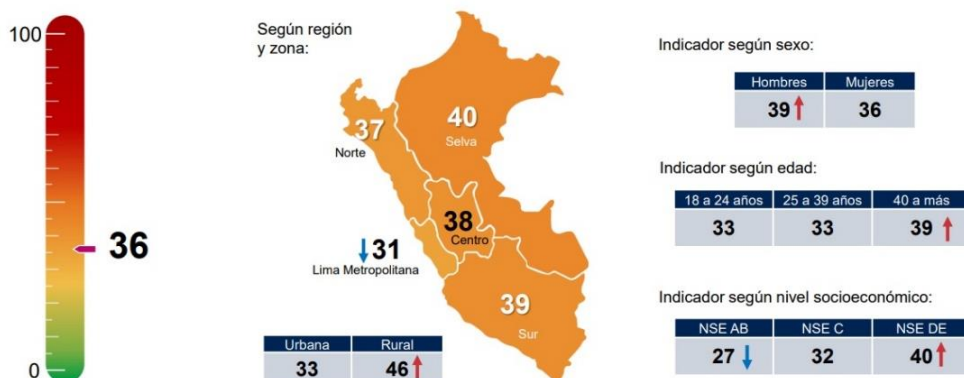 100
36
0
Según región
y zona:
37
Norte
40
Selva
38
Centro
31
Lima Metropolitana
39
Sur
Urbana Rural
33 46
Indicador según sexo:
Hombres Mujeres
39 36
Indicador según edad:
18 a 24 años 25 a 39 años 40 a más
33 33 39
Indicador según nivel socioeconómico:
NSE AB NSE C NSE DE
27 32 40